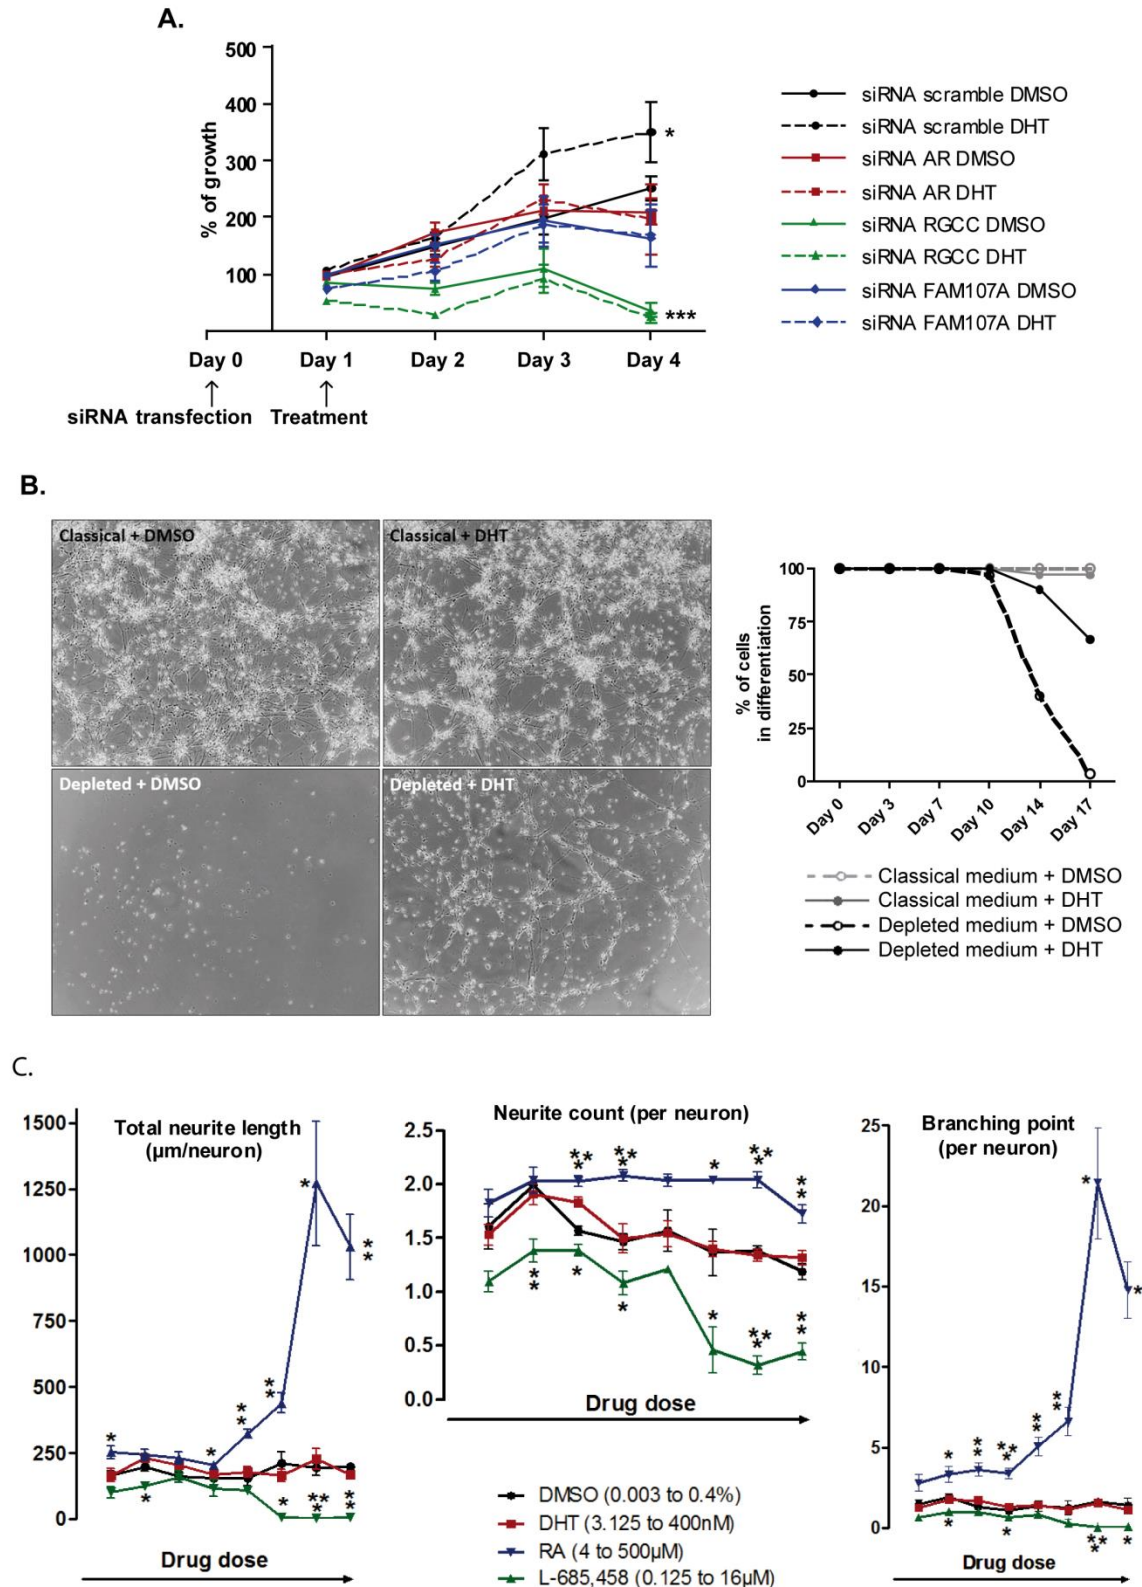 A.
500
400
300
200
100
% of growth
*
***
Day 0
Day 1
Day 2
Day 3
Day 4
siRNA transfection
Treatment
siRNA scramble DMSO
siRNA scramble DHT
siRNA AR DMSO
siRNA AR DHT
siRNA RGCC DMSO
siRNA RGCC DHT
siRNA FAM107A DMSO
siRNA FAM107A DHT
B.
Classical + DMSO
Classical + DHT
Depleted + DMSO
Depleted + DHT
100
75
50
25
0
% of cells
in differentiation
Day 0
Day 3
Day 7
Day 10
Day 14
Day 17
Classical medium + DMSO
Classical medium + DHT
Depleted medium + DMSO
Depleted medium + DHT
C.
Total neurite length
(µm/neuron)
1500
1250
1000
750
500
250
0
Drug dose
Neurite count (per neuron)
2.5
2.0
1.5
1.0
0.5
0.0
Drug dose
DMSO (0.003 to 0.4%)
DHT (3.125 to 400nM)
RA (4 to 500µM)
L-685,458 (0.125 to 16µM)
Branching point
(per neuron)
25
20
15
10
5
0
Drug dose